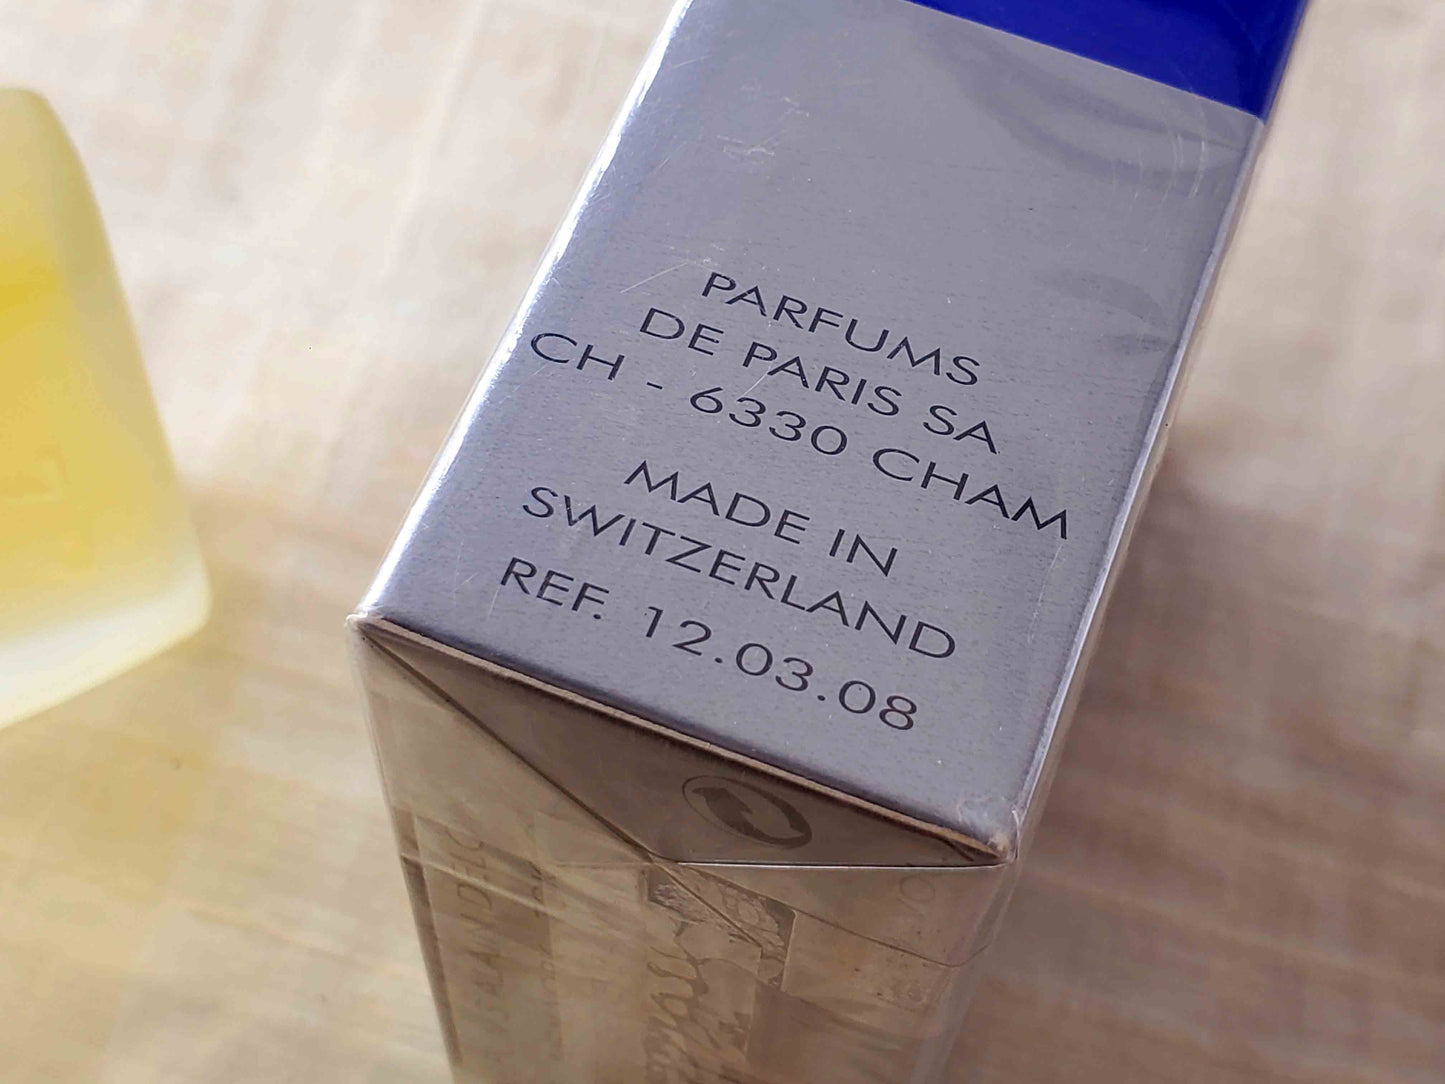 PARFUMS
DE PARIS SA
CH - 6330 CHAM
MADE IN
SWITZERLAND
REF. 12.03.08